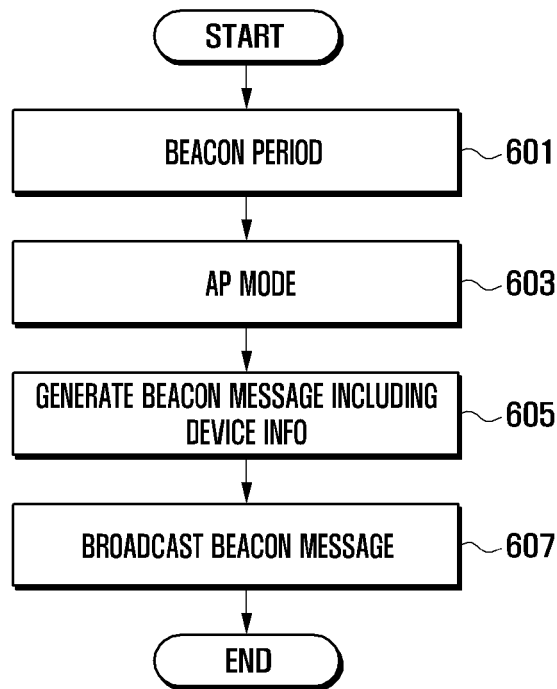 START
BEACON PERIOD
601
AP MODE
603
GENERATE BEACON MESSAGE INCLUDING
DEVICE INFO
605
BROADCAST BEACON MESSAGE
607
END